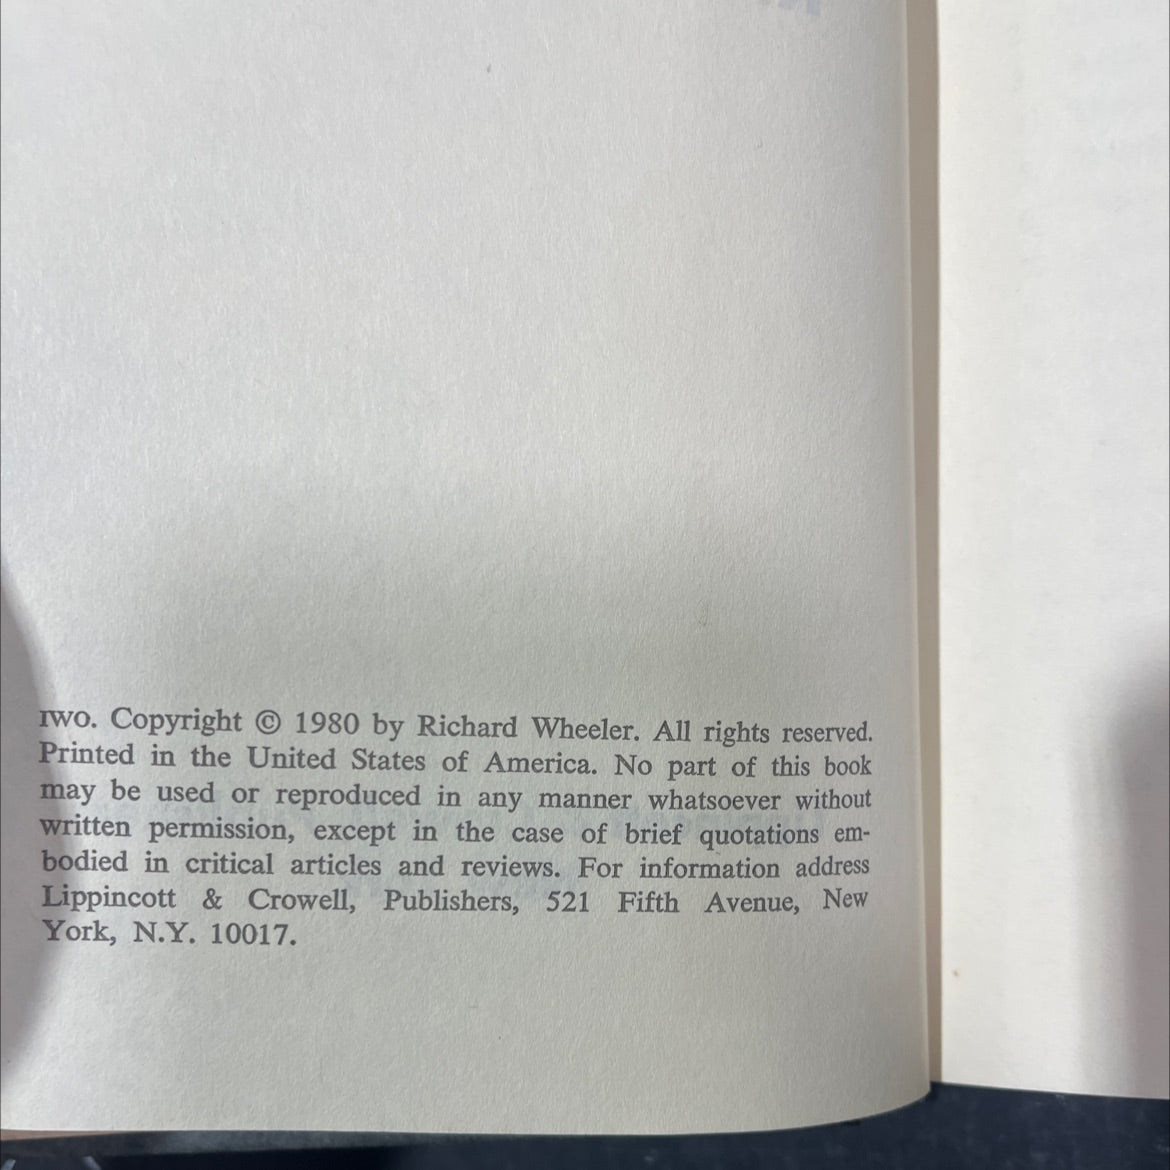 IWO. Copyright © 1980 by Richard Wheeler. All rights reserved.
Printed in the United States of America. No part of this book
may be used or reproduced in any manner whatsoever without
written permission, except in the case of brief quotations em-
bodied in critical articles and reviews. For information address
Lippincott & Crowell, Publishers, 521 Fifth Avenue, New
York, N.Y. 10017.